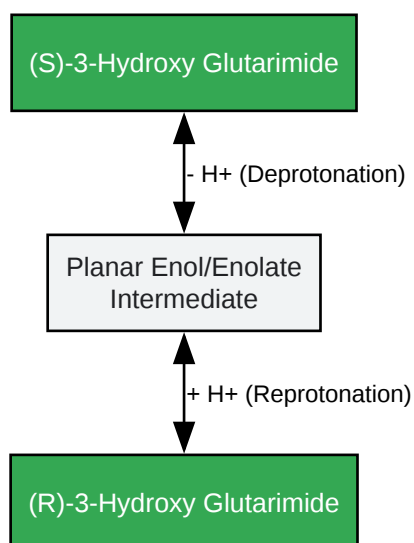 (S)-3-Hydroxy Glutarimide
- H+ (Deprotonation)
Planar Enol/Enolate
Intermediate
+ H+ (Reprotonation)
(R)-3-Hydroxy Glutarimide